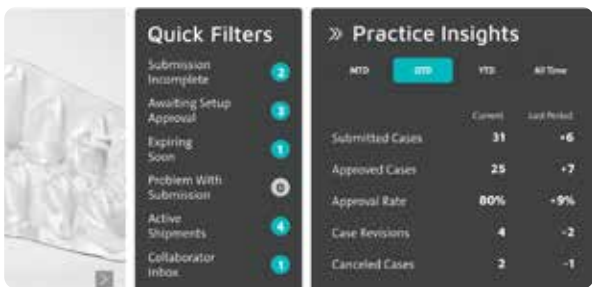 Quick Filters
Submission
Incomplete
2
Awaiting Setup
Approval
3
Expiring
Soon
1
Problem With
Submission
0
Active
Shipments
4
Collaborator
Inbox
1
» Practice Insights
MTD QTD YTD All Time
Current Last Period
Submitted Cases 31 +6
Approved Cases 25 +7
Approval Rate 80% +9%
Case Revisions 4 -2
Canceled Cases 2 -1